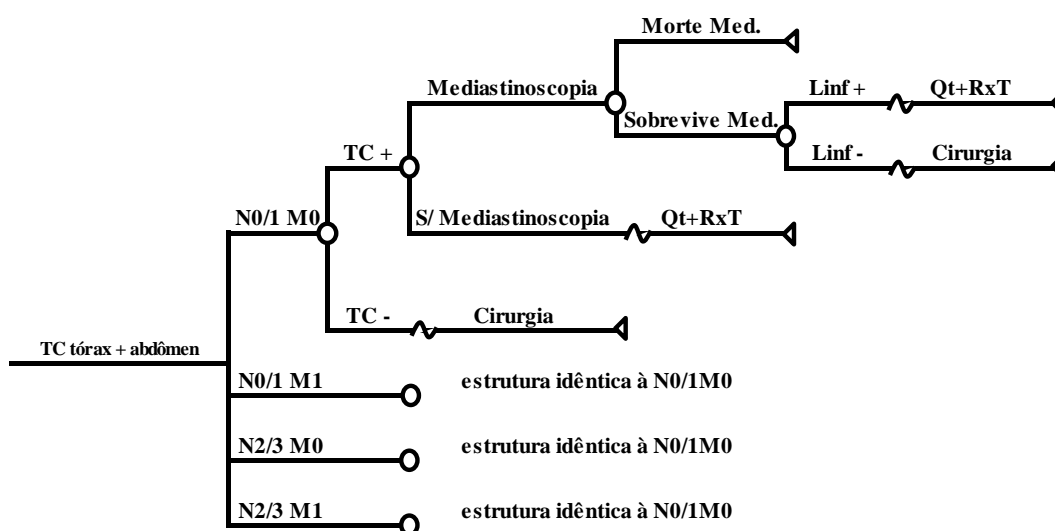 Morte Med.
Mediastinoscopia
Linf +
Qt+RxT
Sobrevive Med.
TC +
Linf -
Cirurgia
N0/1 M0
S/ Mediastinoscopia
Qt+RxT
TC -
Cirurgia
TC tórax + abdômen
N0/1 M1
estrutura idêntica à N0/1M0
N2/3 M0
estrutura idêntica à N0/1M0
N2/3 M1
estrutura idêntica à N0/1M0